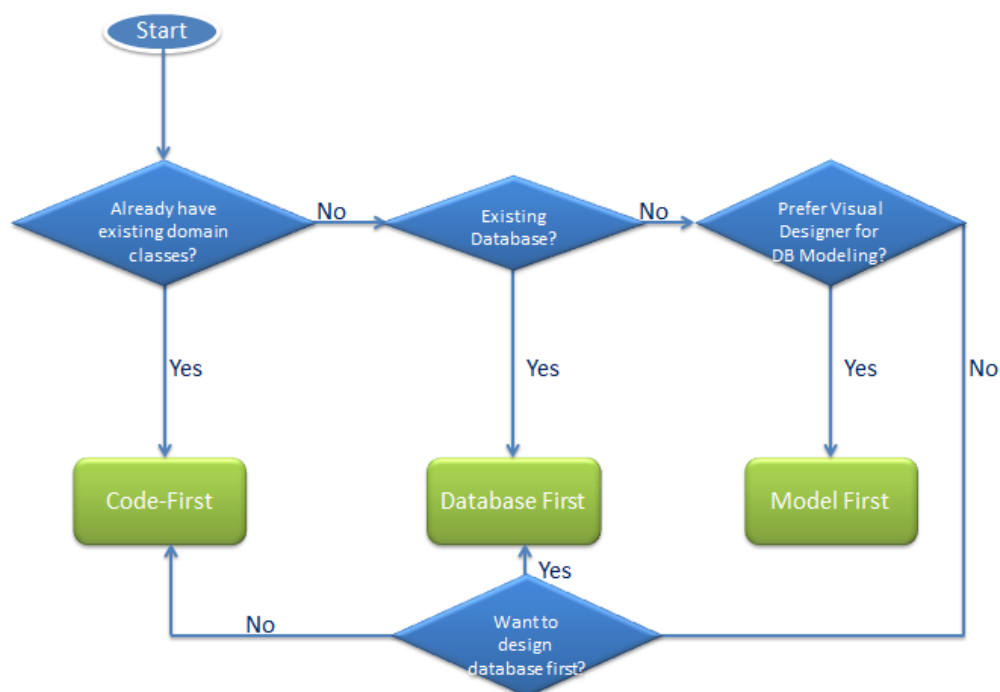 Start
Already have
existing domain
classes?
No
Existing
Database?
No
Prefer Visual
Designer for
DB Modeling?
Yes
Yes
Yes
No
Code-First
Database First
Model First
Yes
No
Want to
design
database first?